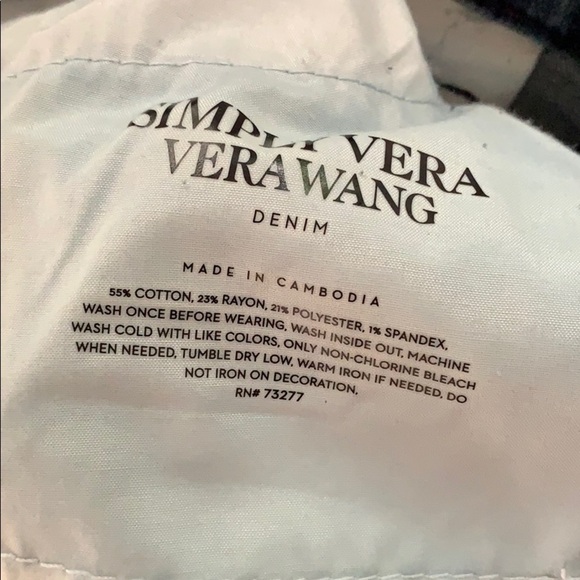 SIMPLY VERA
VERA WANG
DENIM
MADE IN CAMBODIA
55% COTTON, 23% RAYON, 21% POLYESTER, 1% SPANDEX,
WASH ONCE BEFORE WEARING, WASH INSIDE OUT, MACHINE
WASH COLD WITH LIKE COLORS, ONLY NON-CHLORINE BLEACH
WHEN NEEDED, TUMBLE DRY LOW, WARM IRON IF NEEDED, DO
NOT IRON ON DECORATION,
RN# 73277